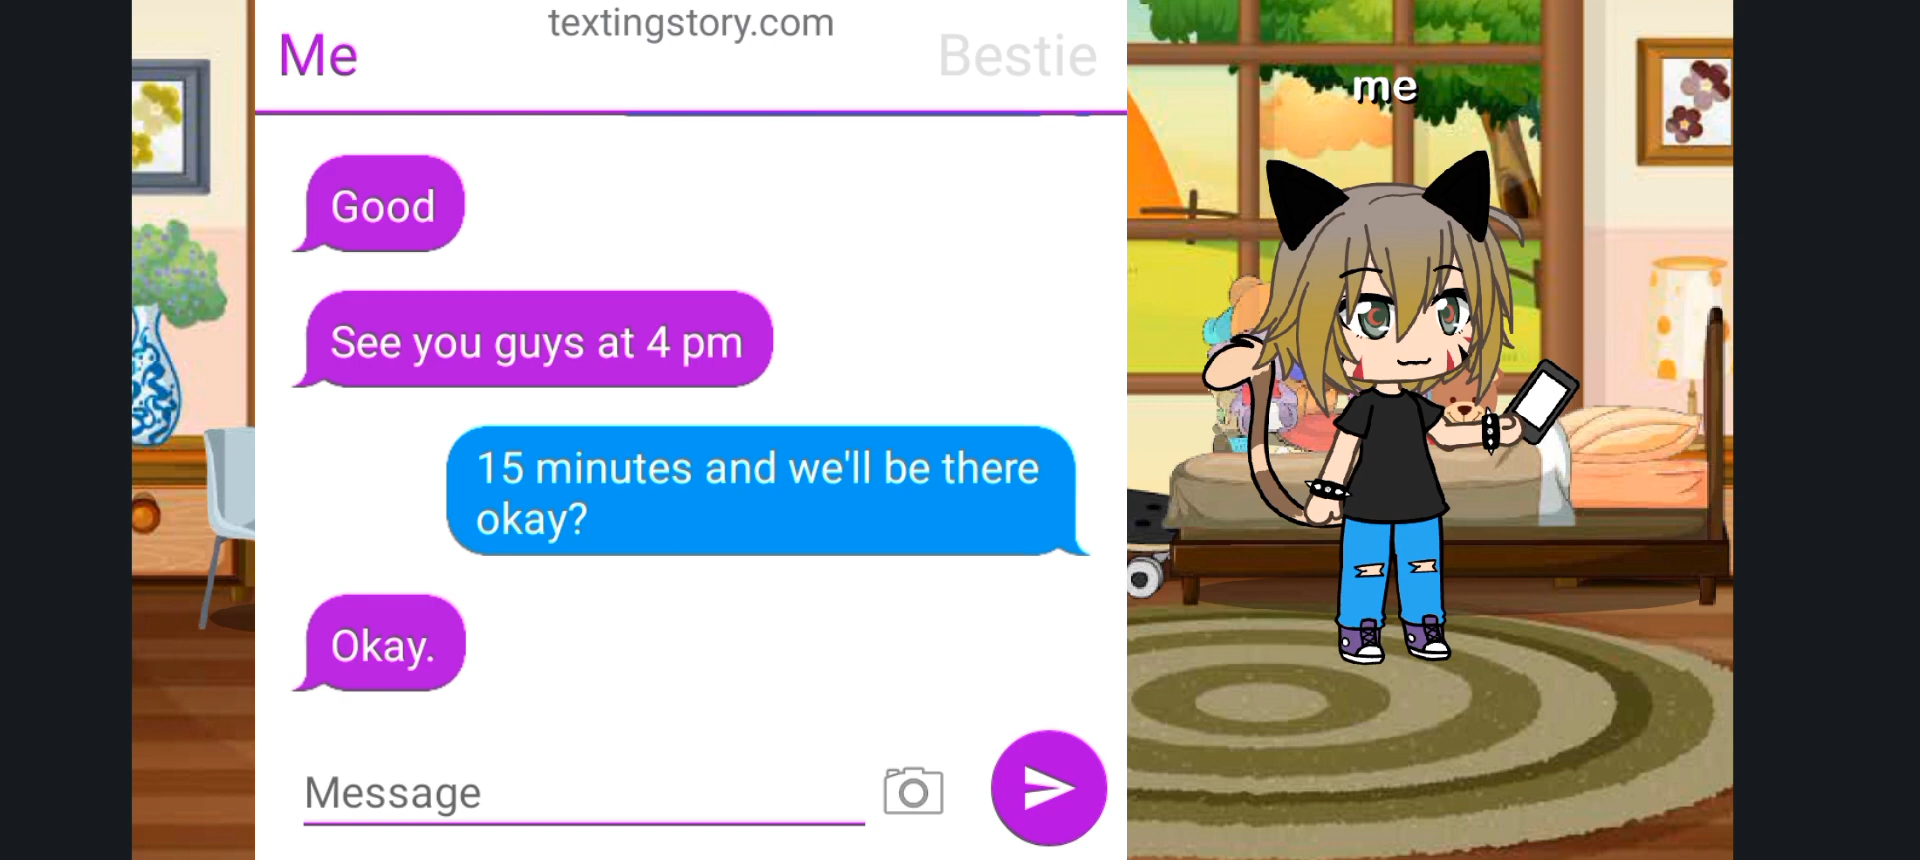 textingstory.com
Me
Bestie
me
Good
See you guys at 4 pm
15 minutes and we'll be there
okay?
Okay.
Message